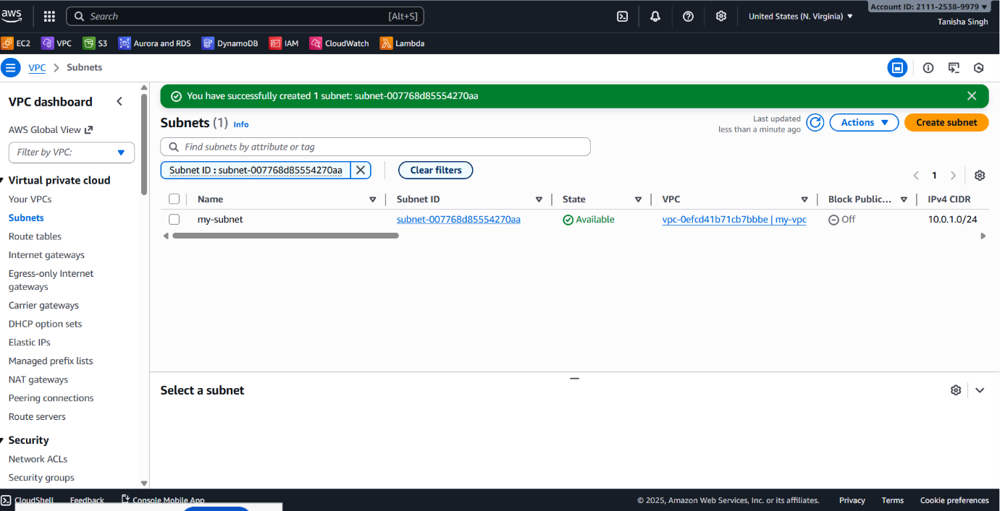 aws
Search [Alt+S]
United States (N. Virginia)
Account ID: 2111-2538-9979
Tanisha Singh
EC2 VPC S3 Aurora and RDS DynamoDB IAM CloudWatch Lambda
VPC Subnets
VPC dashboard
AWS Global View
Filter by VPC:
Virtual private cloud
Your VPCs
Subnets
Route tables
Internet gateways
Egress-only Internet
gateways
Carrier gateways
DHCP option sets
Elastic IPs
Managed prefix lists
NAT gateways
Peering connections
Route servers
Security
Network ACLs
Security groups
You have successfully created 1 subnet: subnet-007768d85554270aa
Subnets (1) Info
Last updated
less than a minute ago
Actions
Create subnet
Find subnets by attribute or tag
Subnet ID : subnet-007768d85554270aa
Clear filters
1
Name Subnet ID State VPC Block Public... IPv4 CIDR
my-subnet subnet-007768d85554270aa Available vpc-0efcd41b71cb7bbbe | my-vpc Off 10.0.1.0/24
Select a subnet
CloudShell Feedback Console Mobile App
© 2025, Amazon Web Services, Inc. or its affiliates. Privacy Terms Cookie preferences